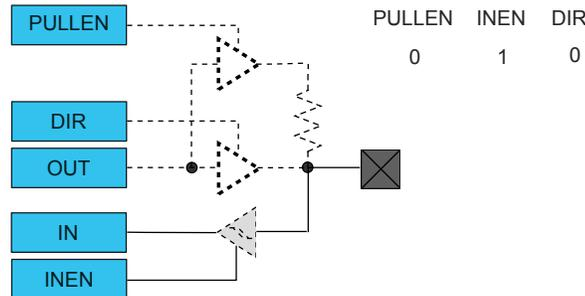 PULLEN
PULLEN INEN DIR
0 1 0
DIR
OUT
IN
INEN